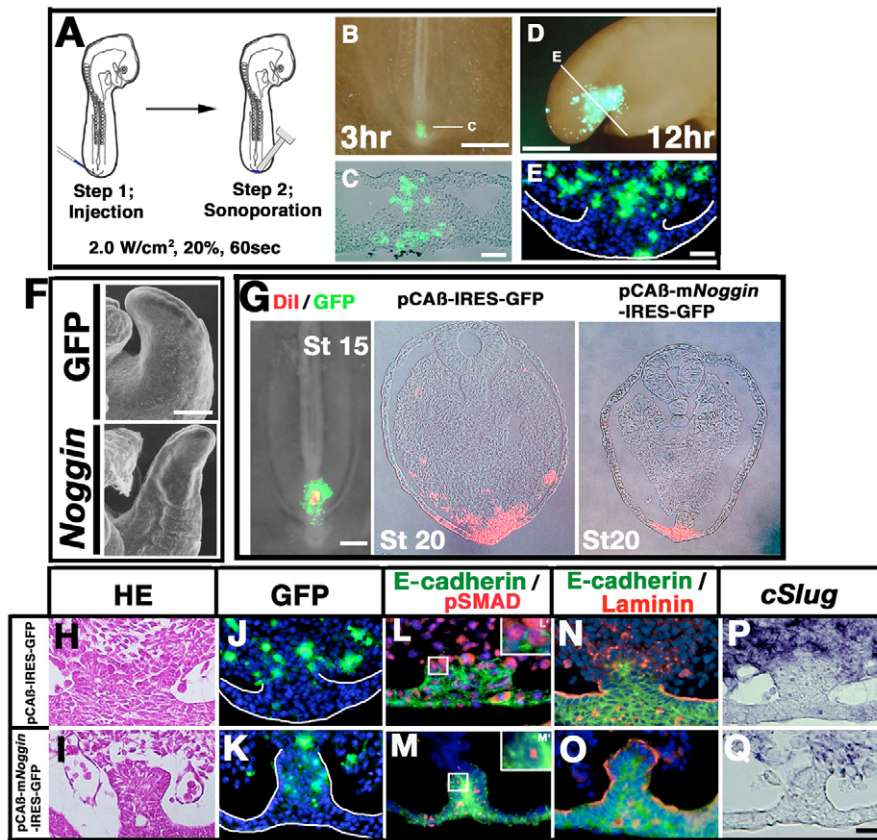 A
Step 1;
Injection
Step 2;
Sonoporation
2.0 W/cm², 20%, 60sec
B
C
3hr
D
E
12hr
C
E
F
GFP
Noggin
G
DiI / GFP
St 15
pCAß-IRES-GFP
St 20
pCAß-mNoggin
-IRES-GFP
St20
HE
GFP
E-cadherin /
pSMAD
E-cadherin /
Laminin
cSlug
pCAß-IRES-GFP
H
J
L
L'
N
P
pCAß-mNoggin
-IRES-GFP
I
K
M
M'
O
Q